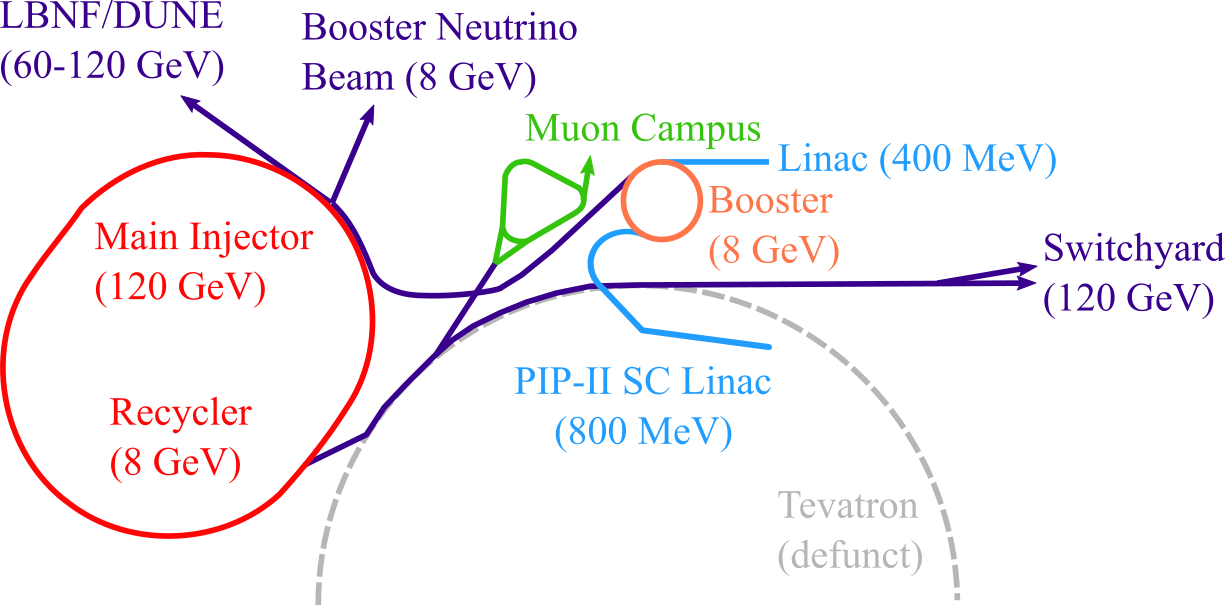 LBNF/DUNE
(60-120 GeV)
Booster Neutrino
Beam (8 GeV)
Muon Campus
Linac (400 MeV)
Booster
(8 GeV)
Switchyard
(120 GeV)
Main Injector
(120 GeV)
PIP-II SC Linac
(800 MeV)
Recycler
(8 GeV)
Tevatron
(defunct)